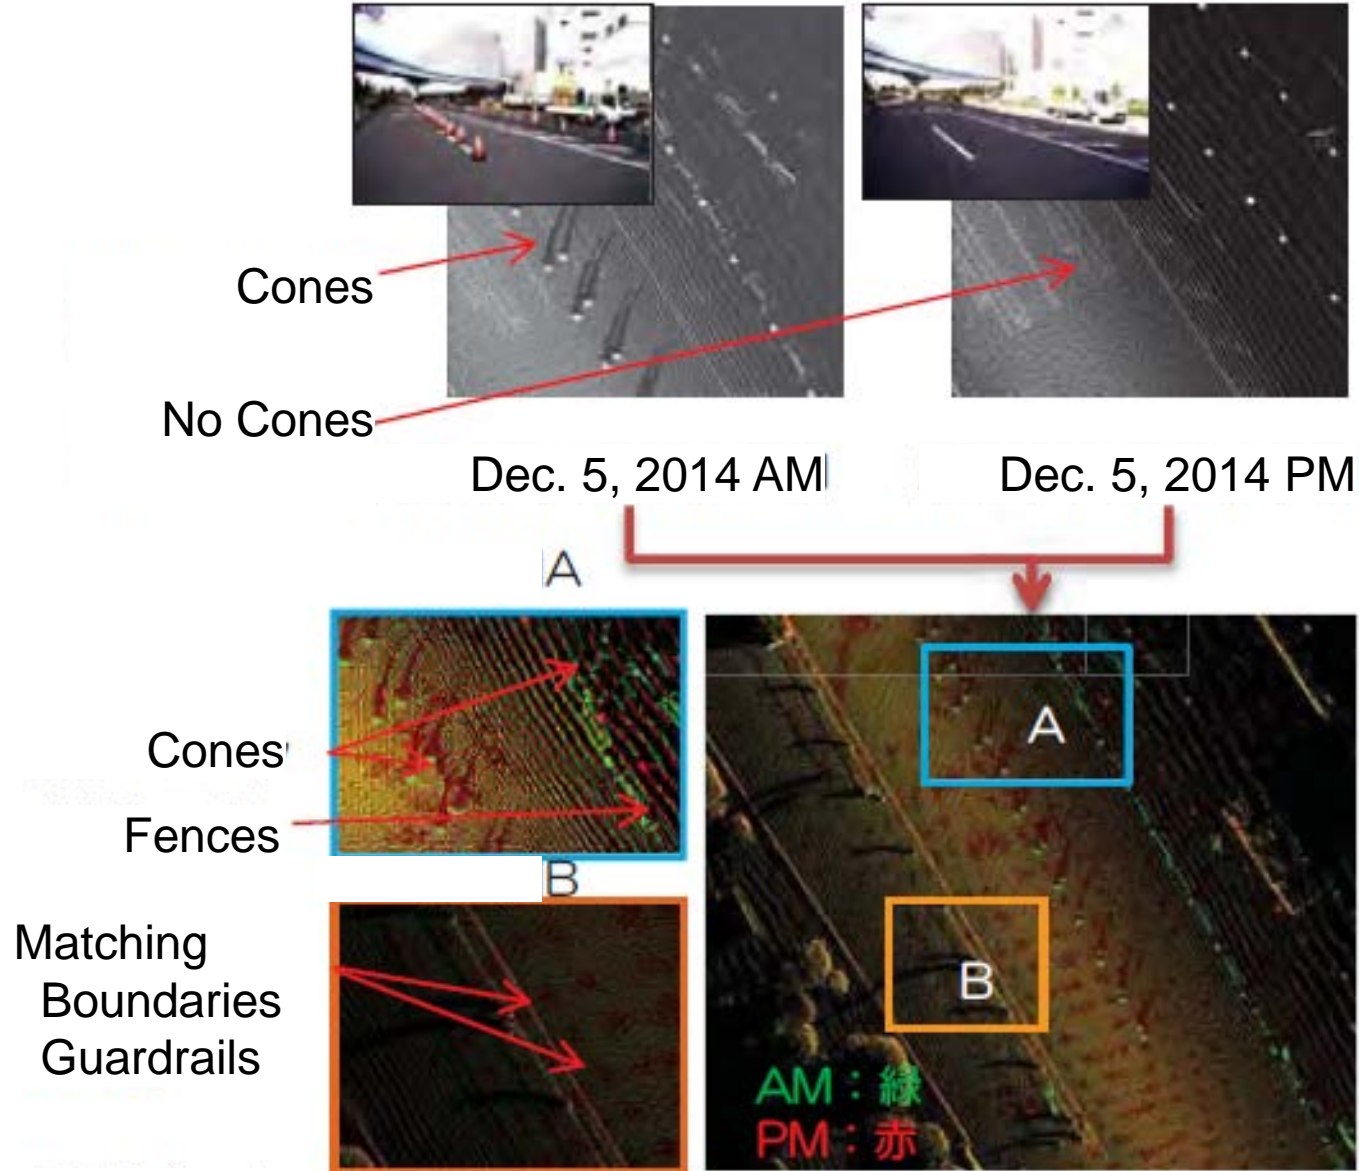 Cones
No Cones
Dec. 5, 2014 AM
Dec. 5, 2014 PM
A
A
Cones
Fences
B
Matching
Boundaries
Guardrails
B
AM：緑
PM：赤